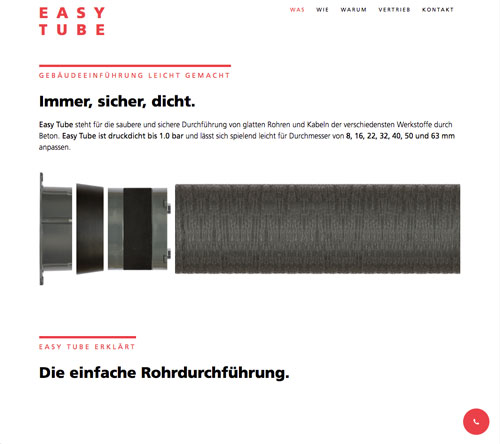 EASY
TUBE
WAS WIE WARUM VERTRIEB KONTAKT
GEBÄUDEEINFÜHRUNG LEICHT GEMACHT
Immer, sicher, dicht.
Easy Tube steht für die saubere und sichere Durchführung von glatten Rohren und Kabeln der verschiedensten Werkstoffe durch
Beton. Easy Tube ist druckdicht bis 1.0 bar und lässt sich spielend leicht für Durchmesser von 8, 16, 22, 32, 40, 50 und 63 mm
anpassen.
EASY TUBE ERKLÄRT
Die einfache Rohrdurchführung.